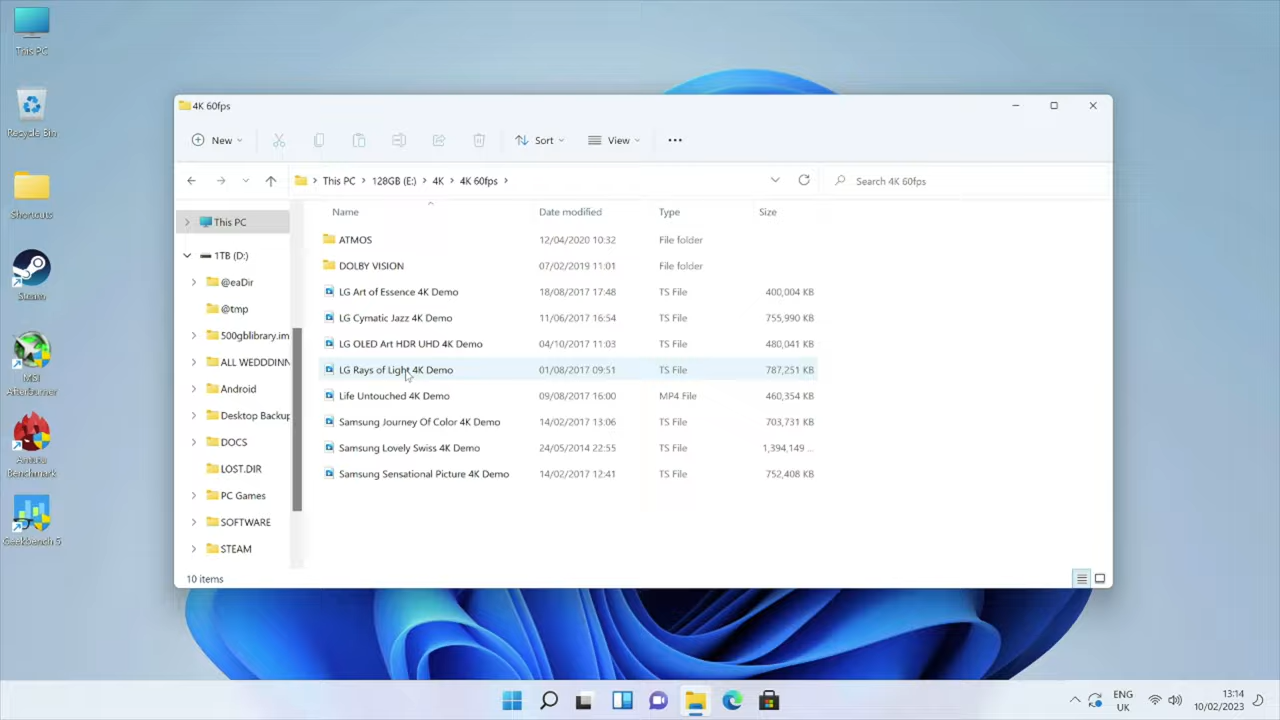 This PC
Recycle Bin
Shortcuts
Steam
MSI
Afterburner
Antutu
Benchmark
Geekbench 5
4K 60fps
New
Sort
View
This PC > 128GB (E:) > 4K > 4K 60fps >
Search 4K 60fps
This PC
1TB (D:)
@eaDir
@tmp
500gblibrary.im
ALL WEDDDINN
Android
Desktop Backup
DOCS
LOST.DIR
PC Games
SOFTWARE
STEAM
Name Date modified Type Size
ATMOS 12/04/2020 10:32 File folder
DOLBY VISION 07/02/2019 11:01 File folder
LG Art of Essence 4K Demo 18/08/2017 17:48 TS File 400,004 KB
LG Cymatic Jazz 4K Demo 11/06/2017 16:54 TS File 755,990 KB
LG OLED Art HDR UHD 4K Demo 04/10/2017 11:03 TS File 480,041 KB
LG Rays of Light 4K Demo 01/08/2017 09:51 TS File 787,251 KB
Life Untouched 4K Demo 09/08/2017 16:00 MP4 File 460,354 KB
Samsung Journey Of Color 4K Demo 14/02/2017 13:06 TS File 703,731 KB
Samsung Lovely Swiss 4K Demo 24/05/2014 22:55 TS File 1,394,149 ...
Samsung Sensational Picture 4K Demo 14/02/2017 12:41 TS File 752,408 KB
10 items
ENG
UK
13:14
10/02/2023